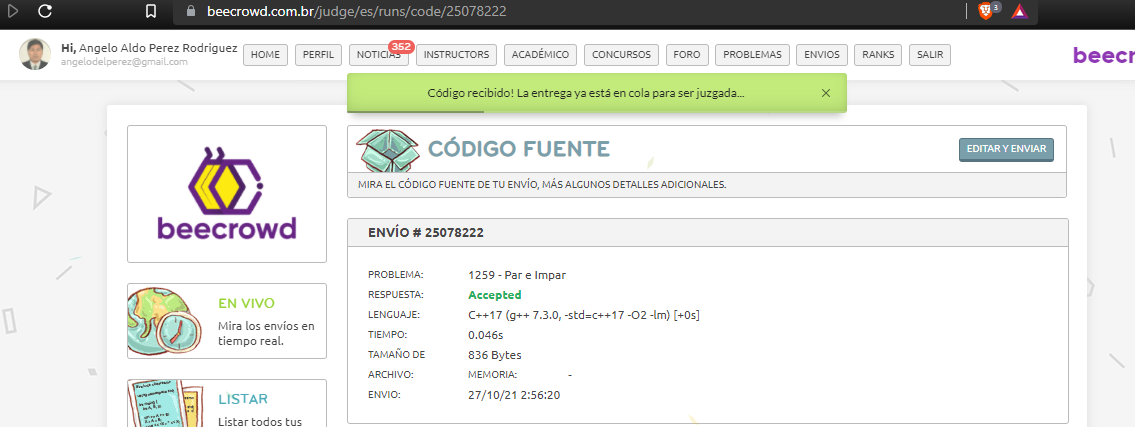 beecrowd.com.br/judge/es/runs/code/25078222
3
Hi, Angelo Aldo Perez Rodriguez
angelodelperez@gmail.com
HOME
PERFIL
NOTICIAS
352
INSTRUCTORS
ACADÉMICO
CONCURSOS
FORO
PROBLEMAS
ENVIOS
RANKS
SALIR
beecr
Código recibido! La entrega ya está en cola para ser juzgada...
×
beecrowd
CÓDIGO FUENTE
EDITAR Y ENVIAR
MIRA EL CÓDIGO FUENTE DE TU ENVÍO, MÁS ALGUNOS DETALLES ADICIONALES.
ENVÍO # 25078222
PROBLEMA: 1259 - Par e Impar
RESPUESTA: Accepted
LENGUAJE: C++17 (g++ 7.3.0, -std=c++17 -O2 -lm) [+0s]
TIEMPO: 0.046s
TAMAÑO DE 836 Bytes
ARCHIVO: MEMORIA: -
ENVIO: 27/10/21 2:56:20
EN VIVO
Mira los envíos en
tiempo real.
LISTAR
Listar todos tus